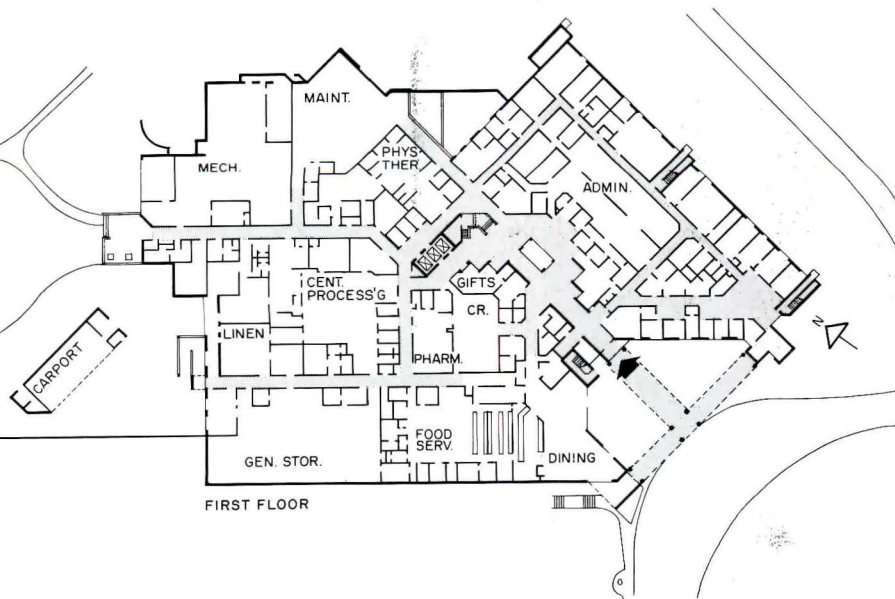 MAINT.
PHYS
THER.
MECH.
ADMIN.
CENT.
PROCESS'G
GIFTS
CR.
LINEN
PHARM.
CARPORT
N
FOOD
SERV.
GEN. STOR.
DINING
FIRST FLOOR